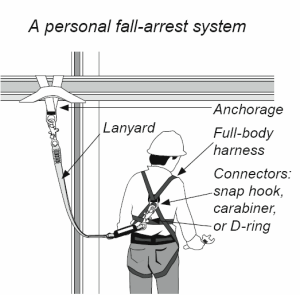 A personal fall-arrest system
Anchorage
Lanyard
Full-body
harness
Connectors:
snap hook,
carabiner,
or D-ring